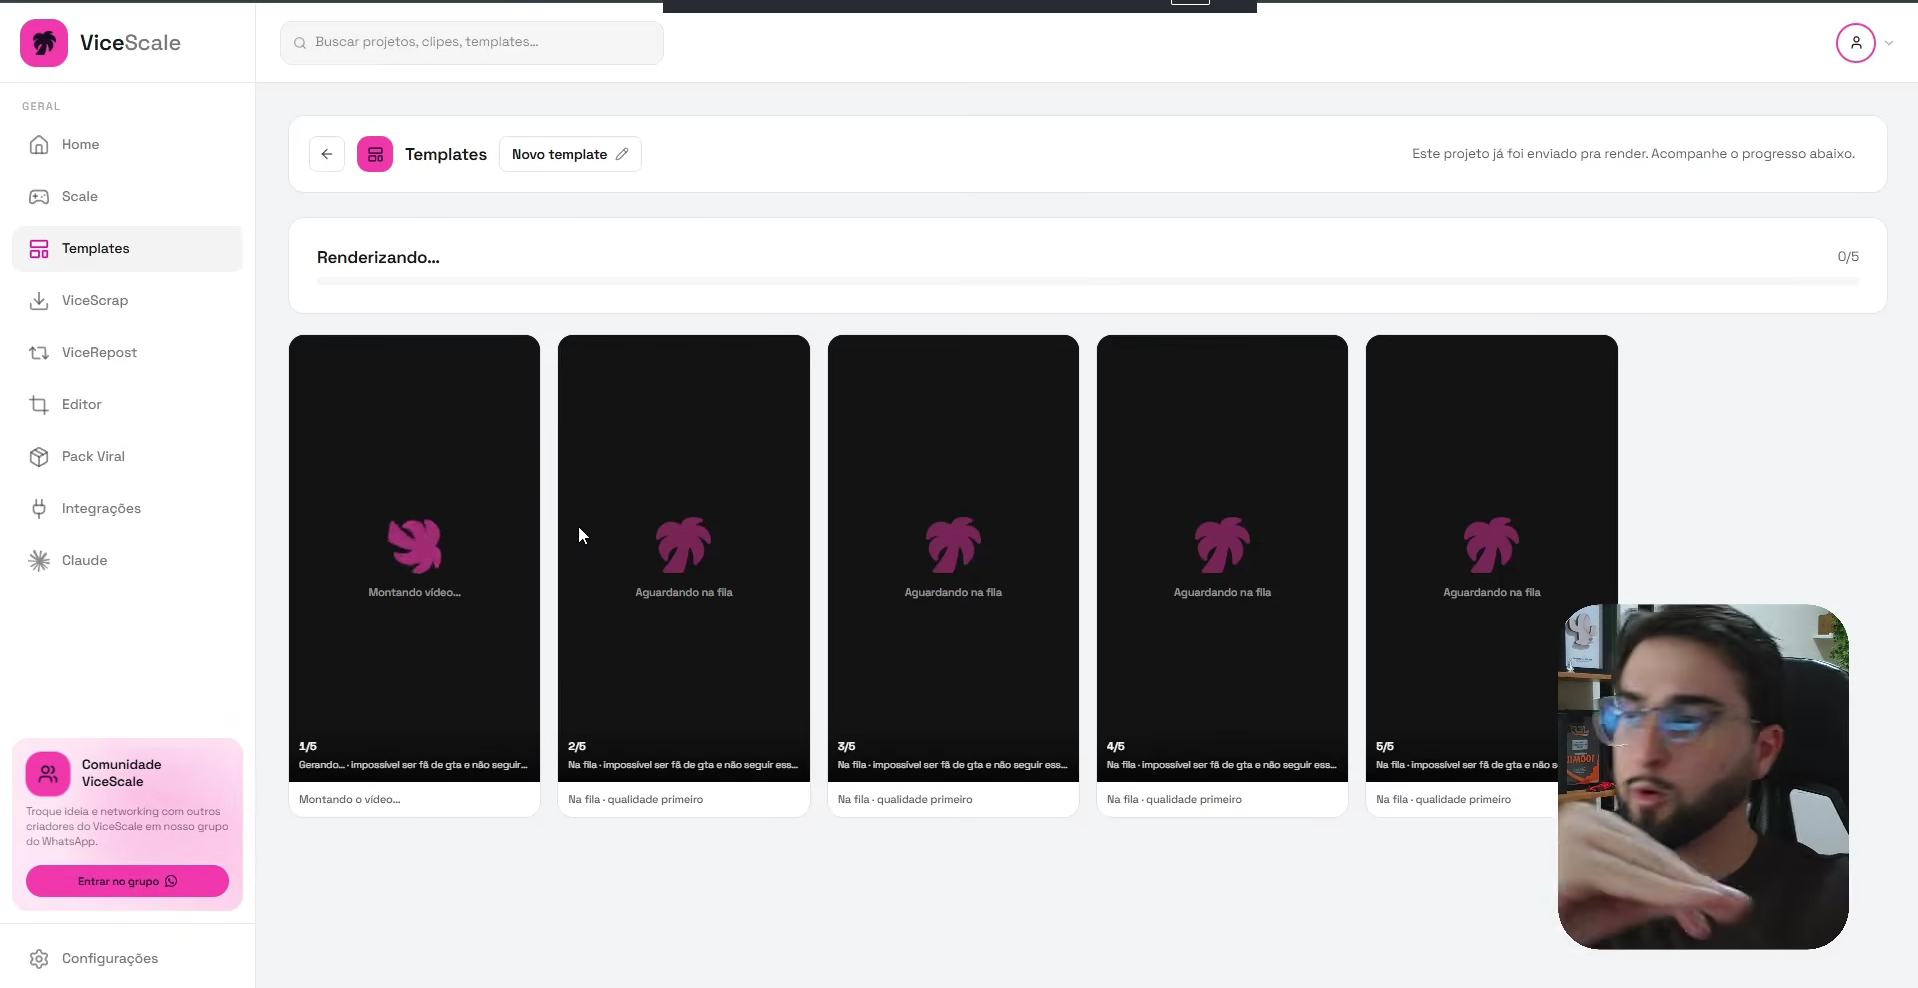 ViceScale
Buscar projetos, clipes, templates...
GERAL
Home
Scale
Templates
ViceScrap
ViceRepost
Editor
Pack Viral
Integrações
Claude
Comunidade
ViceScale
Troque ideia e networking com outros
criadores do ViceScale em nosso grupo
do WhatsApp.
Entrar no grupo
Configurações
Templates
Novo template
Este projeto já foi enviado pra render. Acompanhe o progresso abaixo.
Renderizando...
0/5
Montando vídeo...
1/5
Gerando... · impossível ser fã de gta e não seguir...
Montando o vídeo...
Aguardando na fila
2/5
Na fila · impossível ser fã de gta e não seguir ess...
Na fila · qualidade primeiro
Aguardando na fila
3/5
Na fila · impossível ser fã de gta e não seguir ess...
Na fila · qualidade primeiro
Aguardando na fila
4/5
Na fila · impossível ser fã de gta e não seguir ess...
Na fila · qualidade primeiro
Aguardando na fila
5/5
Na fila · impossível ser fã de gta e não s
Na fila · qualidade primeiro